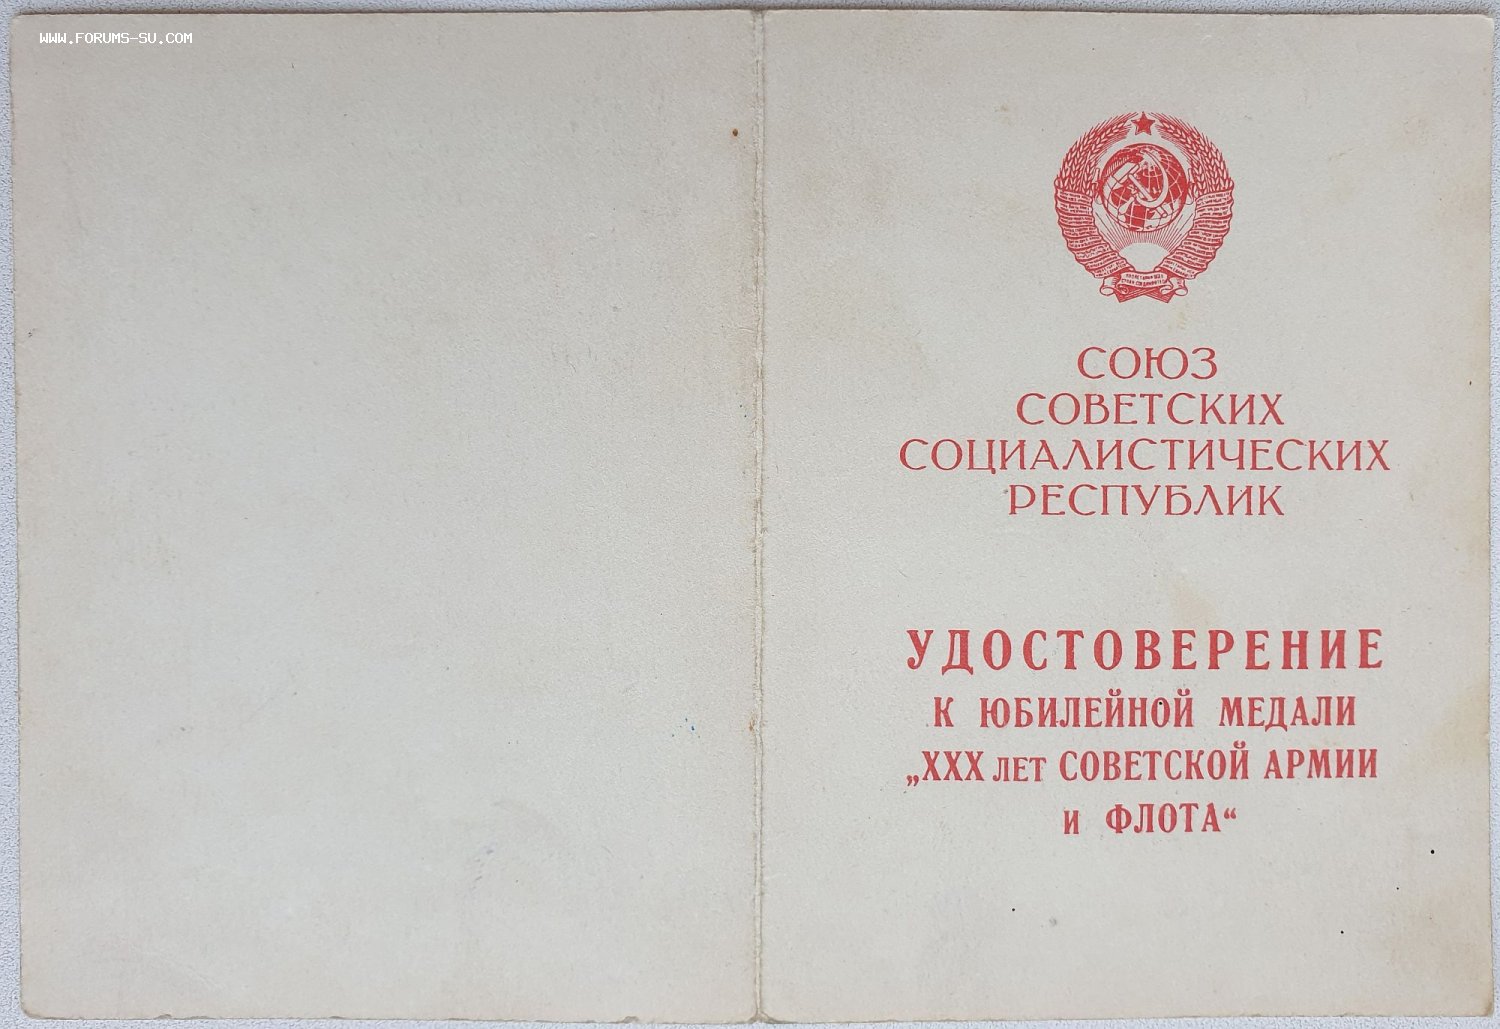 WWW.FORUMS-SU.COM
СОЮЗ
СОВЕТСКИХ
СОЦИАЛИСТИЧЕСКИХ
РЕСПУБЛИК
УДОСТОВЕРЕНИЕ
К ЮБИЛЕЙНОЙ МЕДАЛИ
„XXX ЛЕТ СОВЕТСКОЙ АРМИИ
И ФЛОТА“